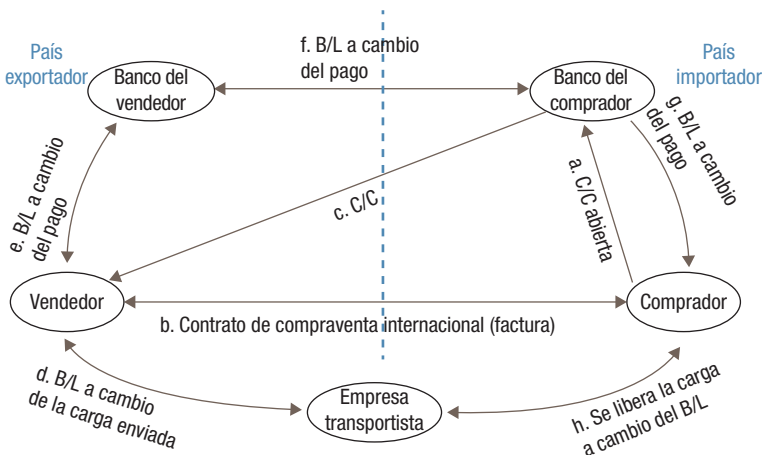 País
exportador
Banco del
vendedor
f. B/L a cambio
del pago
Banco del
comprador
País
importador
e. B/L a cambio
del pago
c. C/C
a. C/C abierta
g. B/L a cambio
del pago
Vendedor
b. Contrato de compraventa internacional (factura)
Comprador
d. B/L a cambio
de la carga enviada
Empresa
transportista
h. Se libera la carga
a cambio del B/L